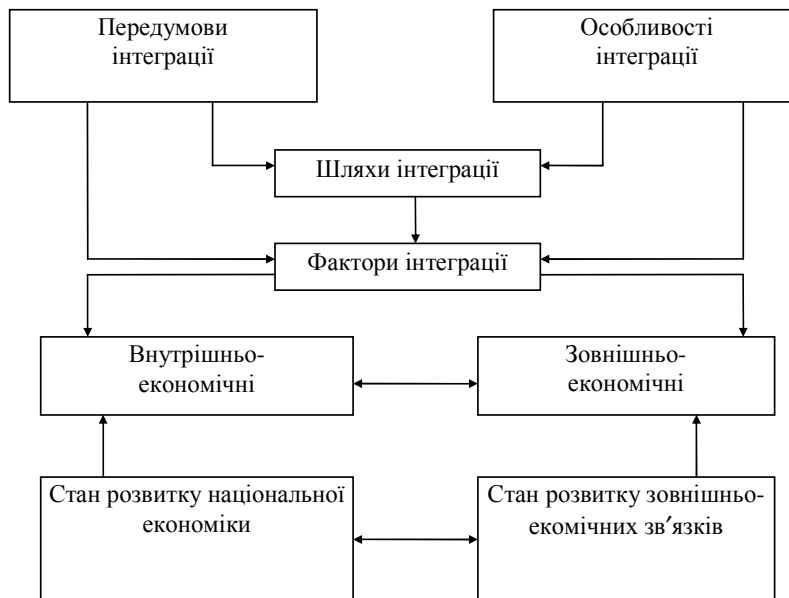 Передумови
інтеграції
Особливості
інтеграції
Шляхи інтеграції
Фактори інтеграції
Внутрішньо-
економічні
Зовнішньо-
економічні
Стан розвитку національної
економіки
Стан розвитку зовнішньо-
екомічних зв′язків